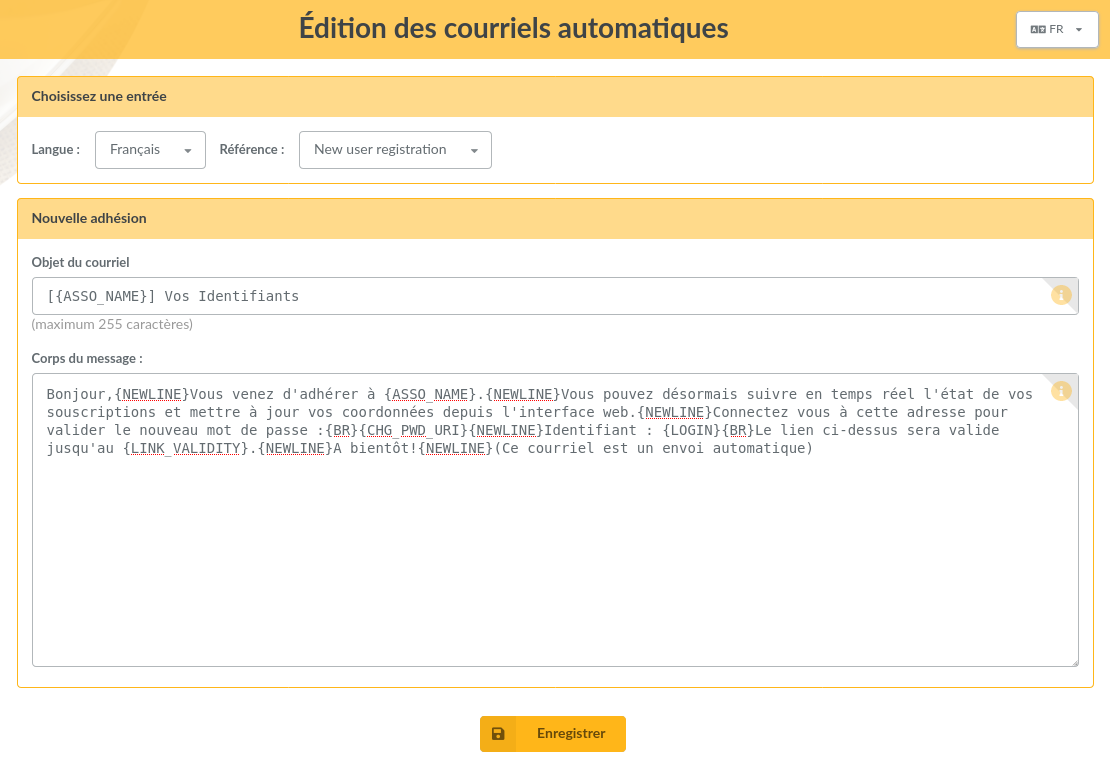 Édition des courriels automatiques
FR
Choisissez une entrée
Langue : Français Référence : New user registration
Nouvelle adhésion
Objet du courriel
[{ASSO_NAME}] Vos Identifiants
(maximum 255 caractères)
Corps du message :
Bonjour,{NEWLINE}Vous venez d'adhérer à {ASSO_NAME}.{NEWLINE}Vous pouvez désormais suivre en temps réel l'état de vos
souscriptions et mettre à jour vos coordonnées depuis l'interface web.{NEWLINE}Connectez vous à cette adresse pour
valider le nouveau mot de passe :{BR}{CHG_PWD_URI}{NEWLINE}Identifiant : {LOGIN}{BR}Le lien ci-dessus sera valide
jusqu'au {LINK_VALIDITY}.{NEWLINE}A bientôt!{NEWLINE}(Ce courriel est un envoi automatique)
Enregistrer